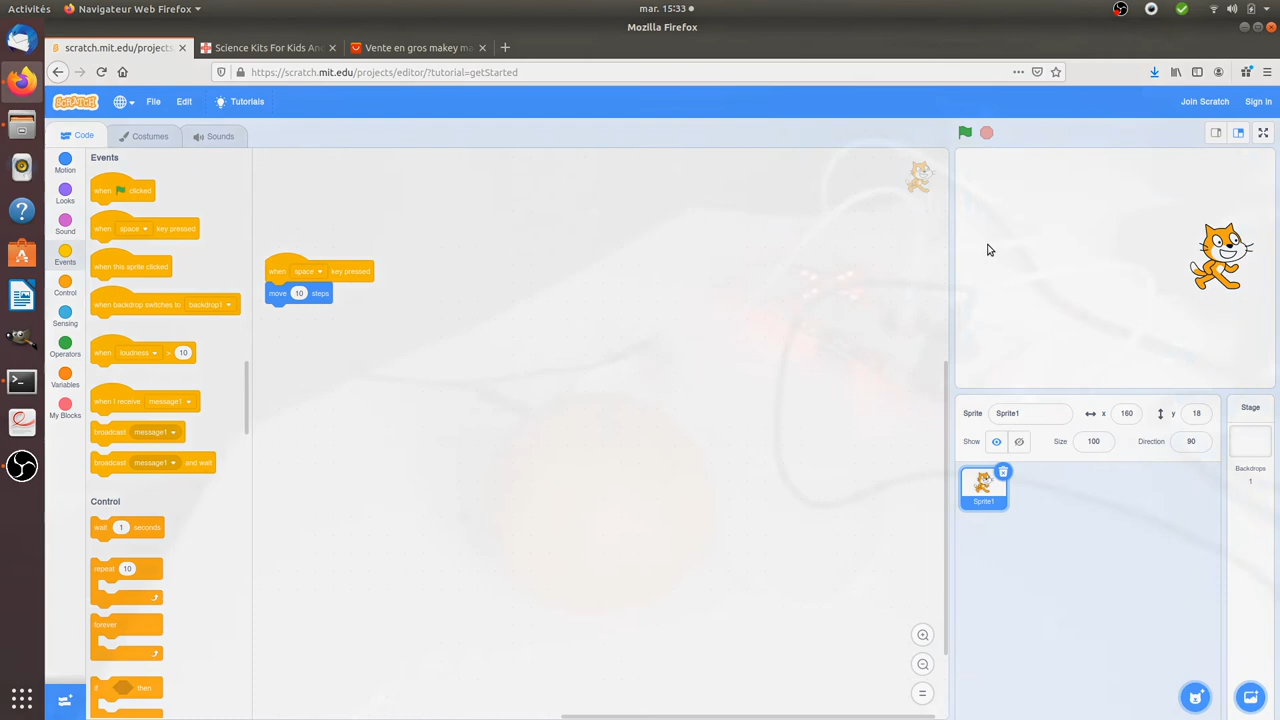 Activités
Navigateur Web Firefox
mar. 15:33
Mozilla Firefox
scratch.mit.edu/projects
Science Kits For Kids An
Vente en gros makey ma
https://scratch.mit.edu/projects/editor/?tutorial=getStarted
SCRATCH
File
Edit
Tutorials
Join Scratch
Sign in
Code
Costumes
Sounds
Motion
Looks
Sound
Events
Control
Sensing
Operators
Variables
My Blocks
Events
when clicked
when space key pressed
when this sprite clicked
when backdrop switches to backdrop1
when loudness > 10
when I receive message1
broadcast message1
broadcast message1 and wait
Control
wait 1 seconds
repeat 10
forever
if then
when space key pressed
move 10 steps
Sprite Sprite1 x 160 y 18
Show Size 100 Direction 90
Sprite1
Stage
Backdrops
1